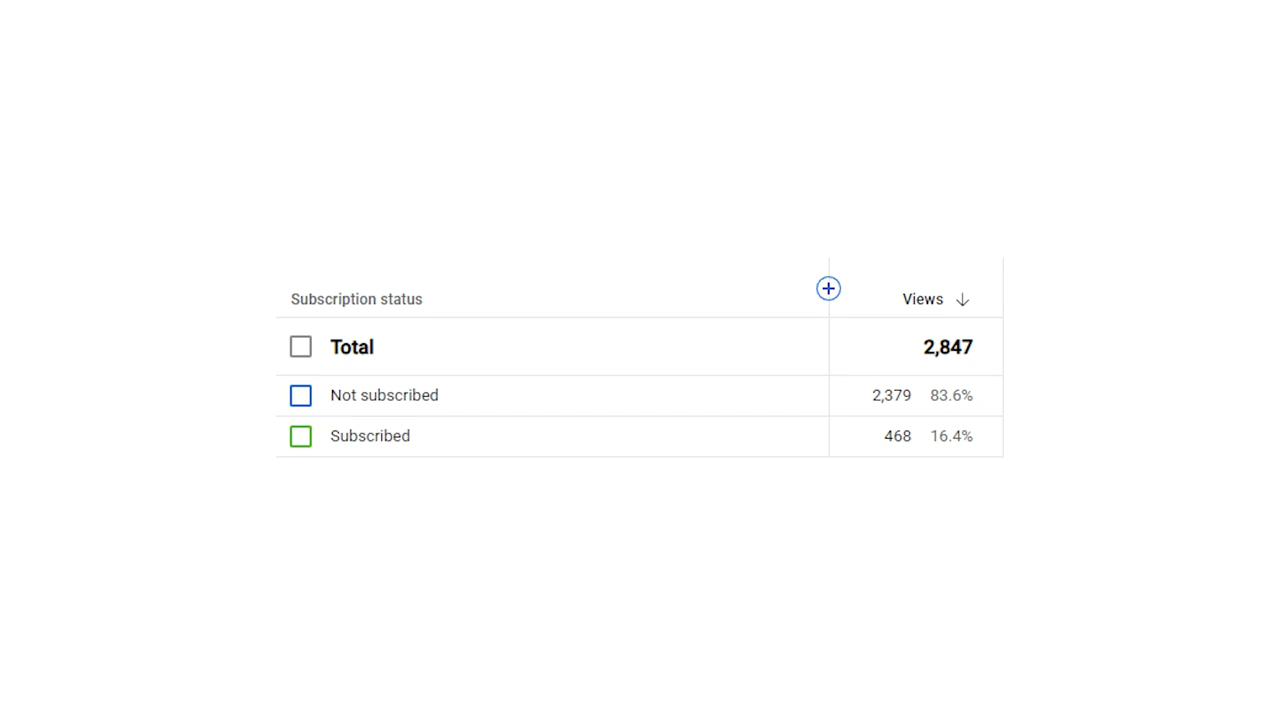 Subscription status Views
Total 2,847
Not subscribed 2,379 83.6%
Subscribed 468 16.4%